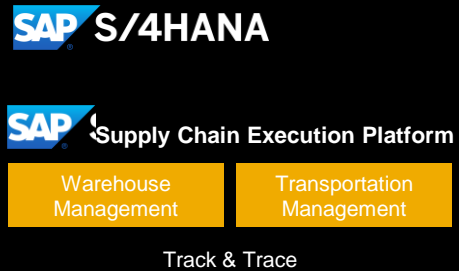 SAP S/4HANA
SAP Supply Chain Execution Platform
Warehouse Transportation
Management Management
Track & Trace